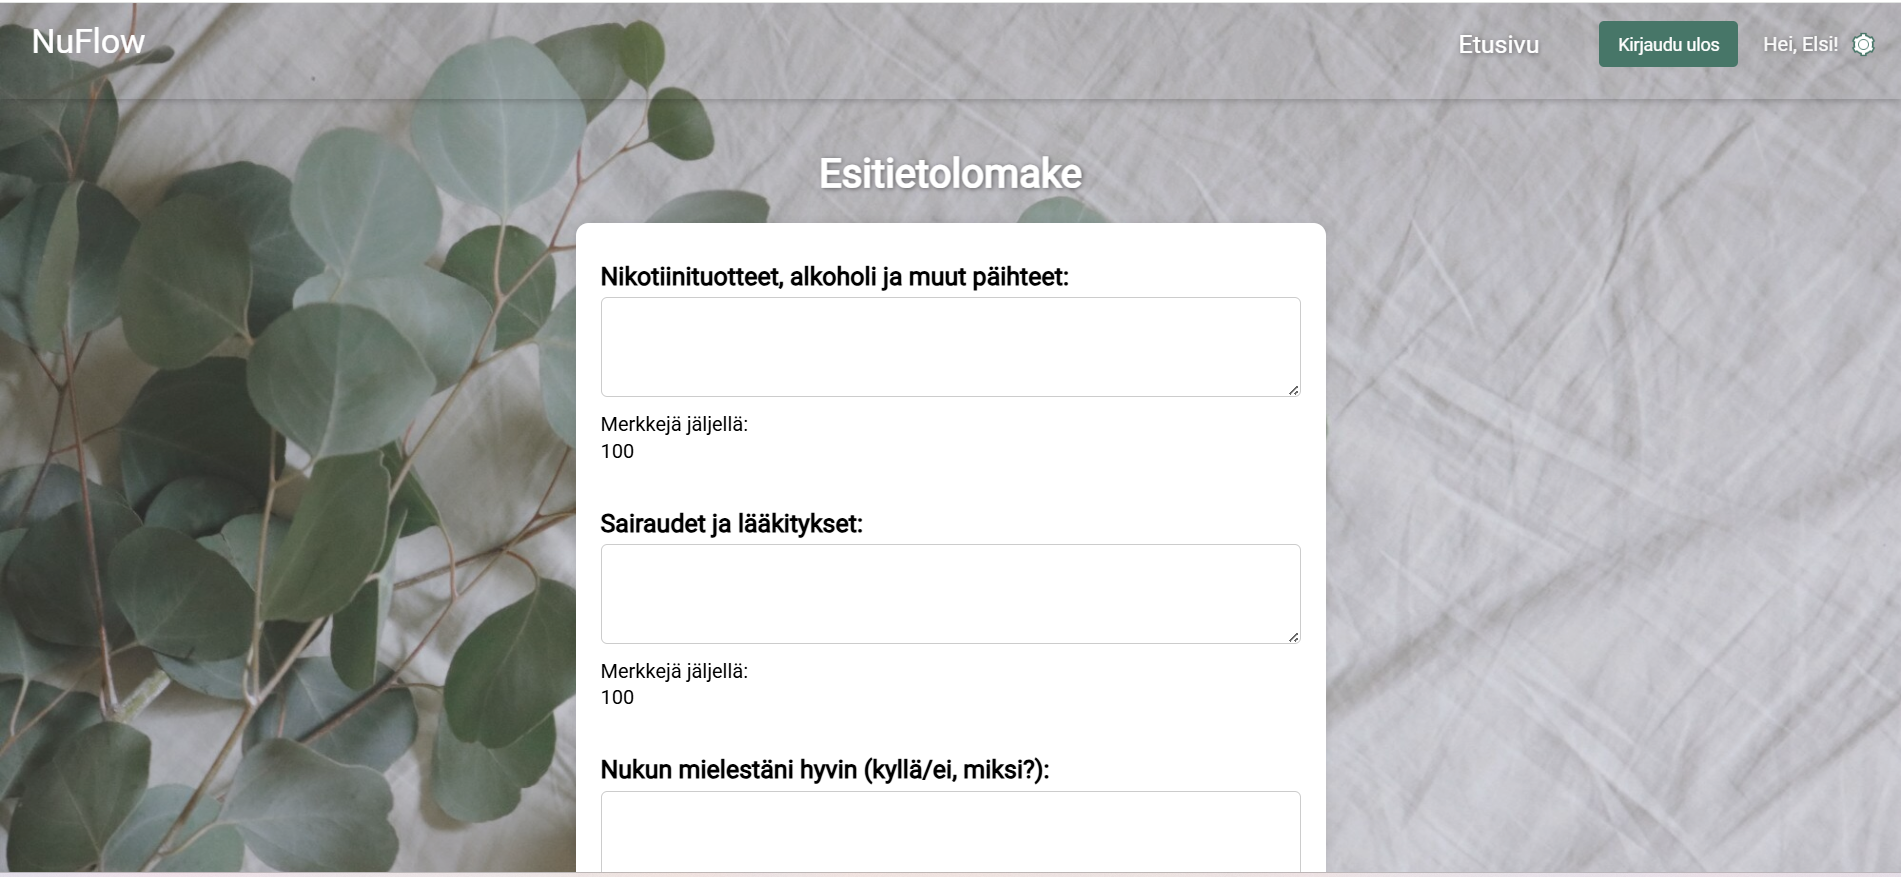 NuFlow
Etusivu
Kirjaudu ulos
Hei, Elsi!
Esitietolomake
Nikotiinituotteet, alkoholi ja muut päihteet:
Merkkejä jäljellä:
100
Sairaudet ja lääkitykset:
Merkkejä jäljellä:
100
Nukun mielestäni hyvin (kyllä/ei, miksi?):